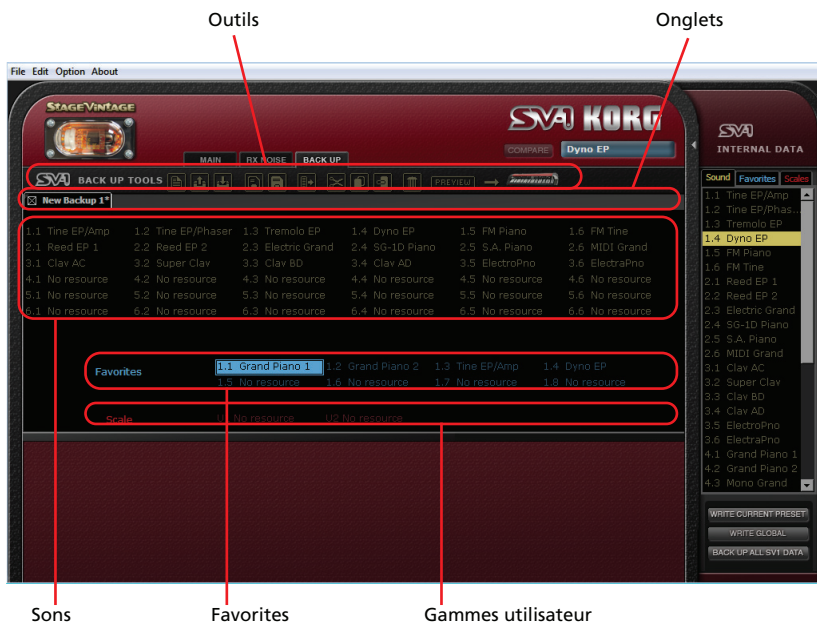 Outils
Onglets
File Edit Option About
STAGEVINTAGE
SV1 KORG
COMPARE Dyno EP
MAIN RX NOISE BACK UP
SV1 BACK UP TOOLS PREVIEW
New Backup 1*
1.1 Tine EP/Amp 1.2 Tine EP/Phaser 1.3 Tremolo EP 1.4 Dyno EP 1.5 FM Piano 1.6 FM Tine
2.1 Reed EP 1 2.2 Reed EP 2 2.3 Electric Grand 2.4 SG-1D Piano 2.5 S.A. Piano 2.6 MIDI Grand
3.1 Clav AC 3.2 Super Clav 3.3 Clav BD 3.4 Clav AD 3.5 ElectroPno 3.6 ElectraPno
4.1 No resource 4.2 No resource 4.3 No resource 4.4 No resource 4.5 No resource 4.6 No resource
5.1 No resource 5.2 No resource 5.3 No resource 5.4 No resource 5.5 No resource 5.6 No resource
6.1 No resource 6.2 No resource 6.3 No resource 6.4 No resource 6.5 No resource 6.6 No resource
Favorites 1.1 Grand Piano 1 1.2 Grand Piano 2 1.3 Tine EP/Amp 1.4 Dyno EP
1.5 No resource 1.6 No resource 1.7 No resource 1.8 No resource
Scale U1 No resource U2 No resource
SV1
INTERNAL DATA
Sound Favorites Scales
1.1 Tine EP/Amp
1.2 Tine EP/Phas...
1.3 Tremolo EP
1.4 Dyno EP
1.5 FM Piano
1.6 FM Tine
2.1 Reed EP 1
2.2 Reed EP 2
2.3 Electric Grand
2.4 SG-1D Piano
2.5 S.A. Piano
2.6 MIDI Grand
3.1 Clav AC
3.2 Super Clav
3.3 Clav BD
3.4 Clav AD
3.5 ElectroPno
3.6 ElectraPno
4.1 Grand Piano 1
4.2 Grand Piano 2
4.3 Mono Grand
WRITE CURRENT PRESET
WRITE GLOBAL
BACK UP ALL SV1 DATA
Sons
Favorites
Gammes utilisateur